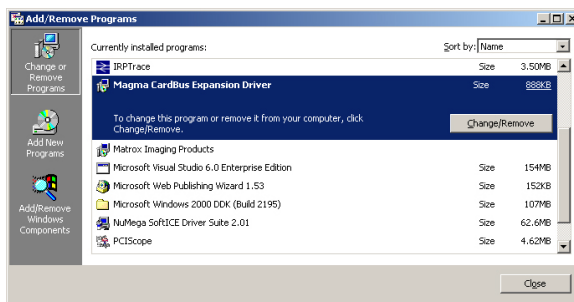 Add/Remove Programs
Change or
Remove
Programs
Add New
Programs
Add/Remove
Windows
Components
Currently installed programs:
Sort by: Name
IRPTrace Size 3.50MB
Magma CardBus Expansion Driver Size 888KB
To change this program or remove it from your computer, click
Change/Remove.
Change/Remove
Matrox Imaging Products
Microsoft Visual Studio 6.0 Enterprise Edition Size 154MB
Microsoft Web Publishing Wizard 1.53 Size 152KB
Microsoft Windows 2000 DDK (Build 2195) Size 107MB
NuMega SoftICE Driver Suite 2.01 Size 62.6MB
PCIScope Size 4.62MB
Close